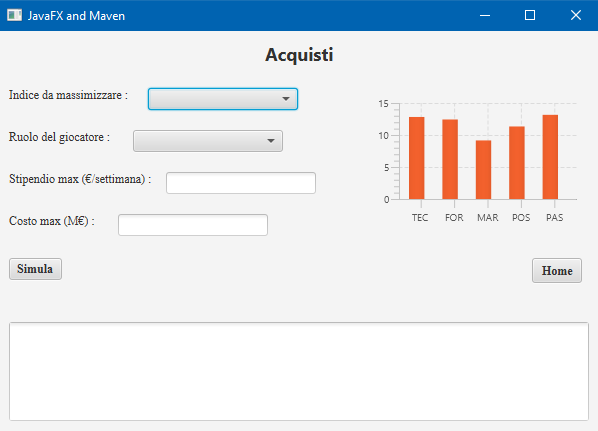 JavaFX and Maven
Acquisti
Indice da massimizzare :
Ruolo del giocatore :
Stipendio max (€/settimana) :
Costo max (M€) :
15
10
5
0
TEC FOR MAR POS PAS
Simula
Home